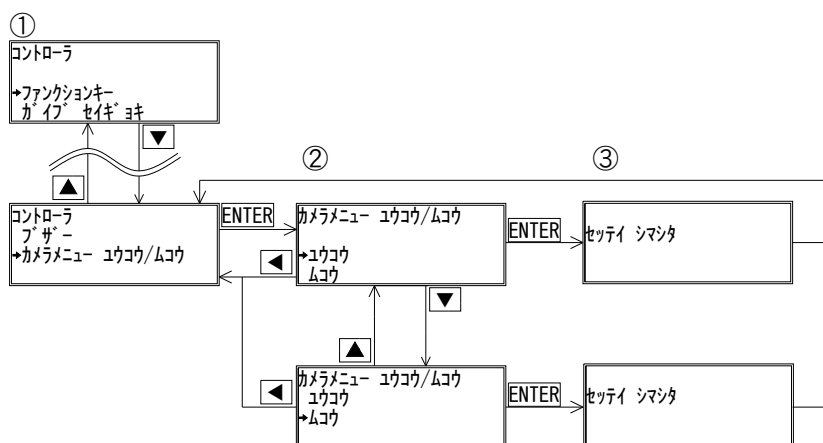 ①
コントローラ
➔ファンクションキー
ガイブ セイギョキ
▼
▲
②
③
コントローラ
ブザー
➔カメラメニュー ユウコウ/ムコウ
ENTER
カメラメニュー ユウコウ/ムコウ
➔ユウコウ
ムコウ
ENTER
セッテイ シマシタ
◀
▼
▲
◀
カメラメニュー ユウコウ/ムコウ
ユウコウ
➔ムコウ
ENTER
セッテイ シマシタ